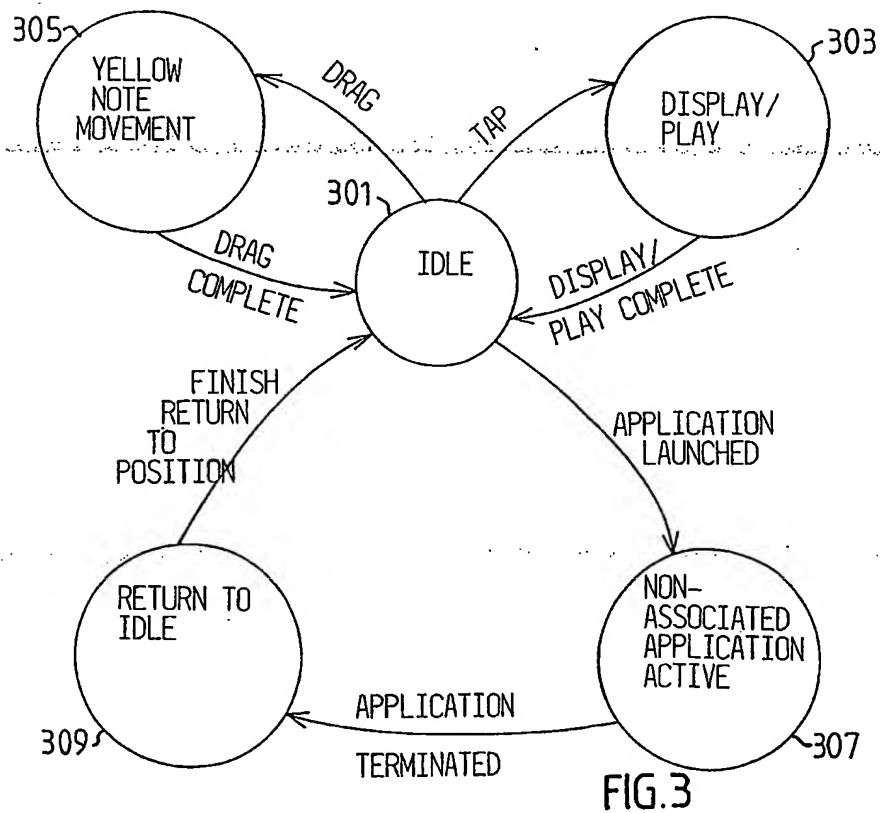 305
YELLOW
NOTE
MOVEMENT
DRAG
TAP
303
DISPLAY/
PLAY
301
IDLE
DRAG
COMPLETE
DISPLAY/
PLAY COMPLETE
FINISH
RETURN
TO
POSITION
APPLICATION
LAUNCHED
RETURN TO
IDLE
309
APPLICATION
TERMINATED
NON-
ASSOCIATED
APPLICATION
ACTIVE
307
FIG.3